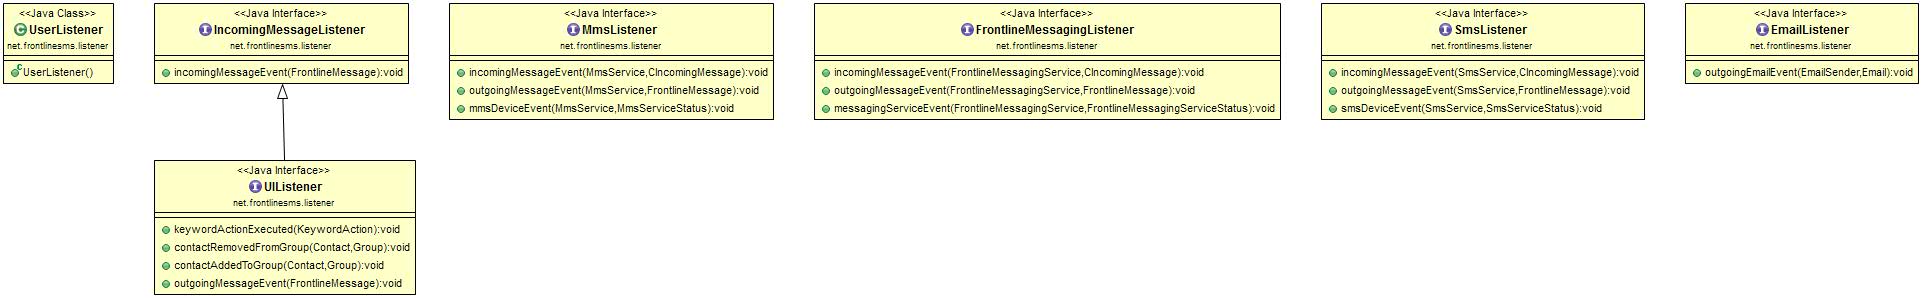 <<Java Class>>
UserListener
net.frontlinesms.listener
UserListener()
<<Java Interface>>
IncomingMessageListener
net.frontlinesms.listener
incomingMessageEvent(FrontlineMessage):void
<<Java Interface>>
MmsListener
net.frontlinesms.listener
incomingMessageEvent(MmsService,CIncomingMessage):void
outgoingMessageEvent(MmsService,FrontlineMessage):void
mmsDeviceEvent(MmsService,MmsServiceStatus):void
<<Java Interface>>
FrontlineMessagingListener
net.frontlinesms.listener
incomingMessageEvent(FrontlineMessagingService,CIncomingMessage):void
outgoingMessageEvent(FrontlineMessagingService,FrontlineMessage):void
messagingServiceEvent(FrontlineMessagingService,FrontlineMessagingServiceStatus):void
<<Java Interface>>
SmsListener
net.frontlinesms.listener
incomingMessageEvent(SmsService,CIncomingMessage):void
outgoingMessageEvent(SmsService,FrontlineMessage):void
smsDeviceEvent(SmsService,SmsServiceStatus):void
<<Java Interface>>
EmailListener
net.frontlinesms.listener
outgoingEmailEvent(EmailSender,Email):void
<<Java Interface>>
UIListener
net.frontlinesms.listener
keywordActionExecuted(KeywordAction):void
contactRemovedFromGroup(Contact,Group):void
contactAddedToGroup(Contact,Group):void
outgoingMessageEvent(FrontlineMessage):void